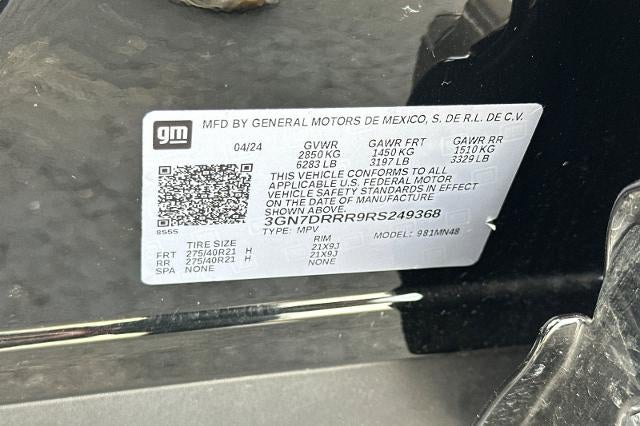 gm MFD BY GENERAL MOTORS DE MEXICO, S. DE R.L. DE C.V.
04/24 GVWR GAWR FRT GAWR RR
2850 KG 1450 KG 1510 KG
6283 LB 3197 LB 3329 LB
THIS VEHICLE CONFORMS TO ALL
APPLICABLE U.S. FEDERAL MOTOR
VEHICLE SAFETY STANDARDS IN EFFECT
ON THE DATE OF MANUFACTURE
SHOWN ABOVE.
3GN7DRRR9RS249368
TYPE: MPV MODEL: 981MN48
TIRE SIZE RIM
FRT 275/40R21 H 21X9J
RR 275/40R21 H 21X9J
SPA NONE NONE